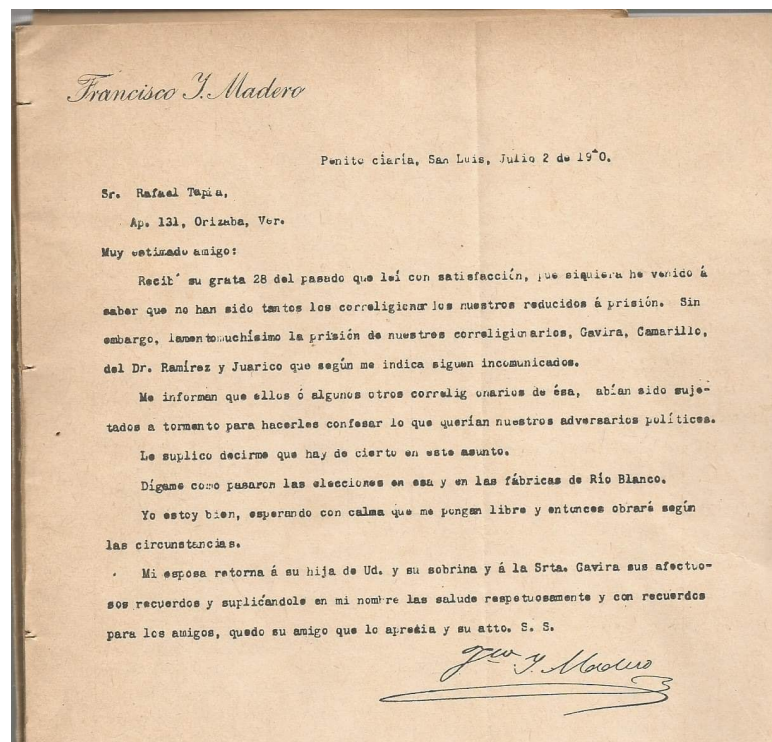 Francisco I. Madero
Penito ciaría, San Luis, Julio 2 de 1910.
Sr. Rafael Tapia,
Ap. 131, Orizaba, Ver.
Muy estimado amigo:
Recib´ su grata 28 del pasado que leí con satisfacción, pue siquiera he venido á
saber que no han sido tantos los correligionarios nuestros reducidos á prisión. Sin
embargo, lamentomuchísimo la prisión de nuestros correligionarios, Gavira, Camarillo,
del Dr. Ramírez y Juarico que según me indica siguen incomunicados.
Me informan que ellos ó algunos otros correlig onarios de ésa, abían sido suje-
tados a tormento para hacerles confesar lo que querían nuestros adversarios políticos.
Le suplico decirme que hay de cierto en este asunto.
Dígame como pasaron las elecciones en esa y en las fábricas de Río Blanco.
Yo estoy bien, esperando con calma que me pongan libre y entonces obraré según
las circunstancias.
Mi esposa retorna á su hija de Ud. y su sobrina y á la Srta. Gavira sus afectuo-
sos recuerdos y suplicándole en mi nombre las salude respetuosamente y con recuerdos
para los amigos, quedo su amigo que lo aprecia y su atto. S. S.
Fco I. Madero